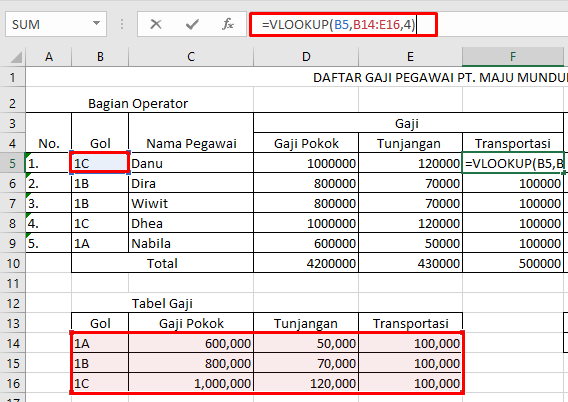 SUM =VLOOKUP(B5,B14:E16,4)
A B C D E F
1 DAFTAR GAJI PEGAWAI PT. MAJU MUNDU
2 Bagian Operator
3 Gaji
4 No. Gol Nama Pegawai Gaji Pokok Tunjangan Transportasi
5 1. 1C Danu 1000000 120000 =VLOOKUP(B5,B
6 2. 1B Dira 800000 70000 100000
7 3. 1B Wiwit 800000 70000 100000
8 4. 1C Dhea 1000000 120000 100000
9 5. 1A Nabila 600000 50000 100000
10 Total 4200000 430000 500000
11
12 Tabel Gaji
13 Gol Gaji Pokok Tunjangan Transportasi
14 1A 600,000 50,000 100,000
15 1B 800,000 70,000 100,000
16 1C 1,000,000 120,000 100,000